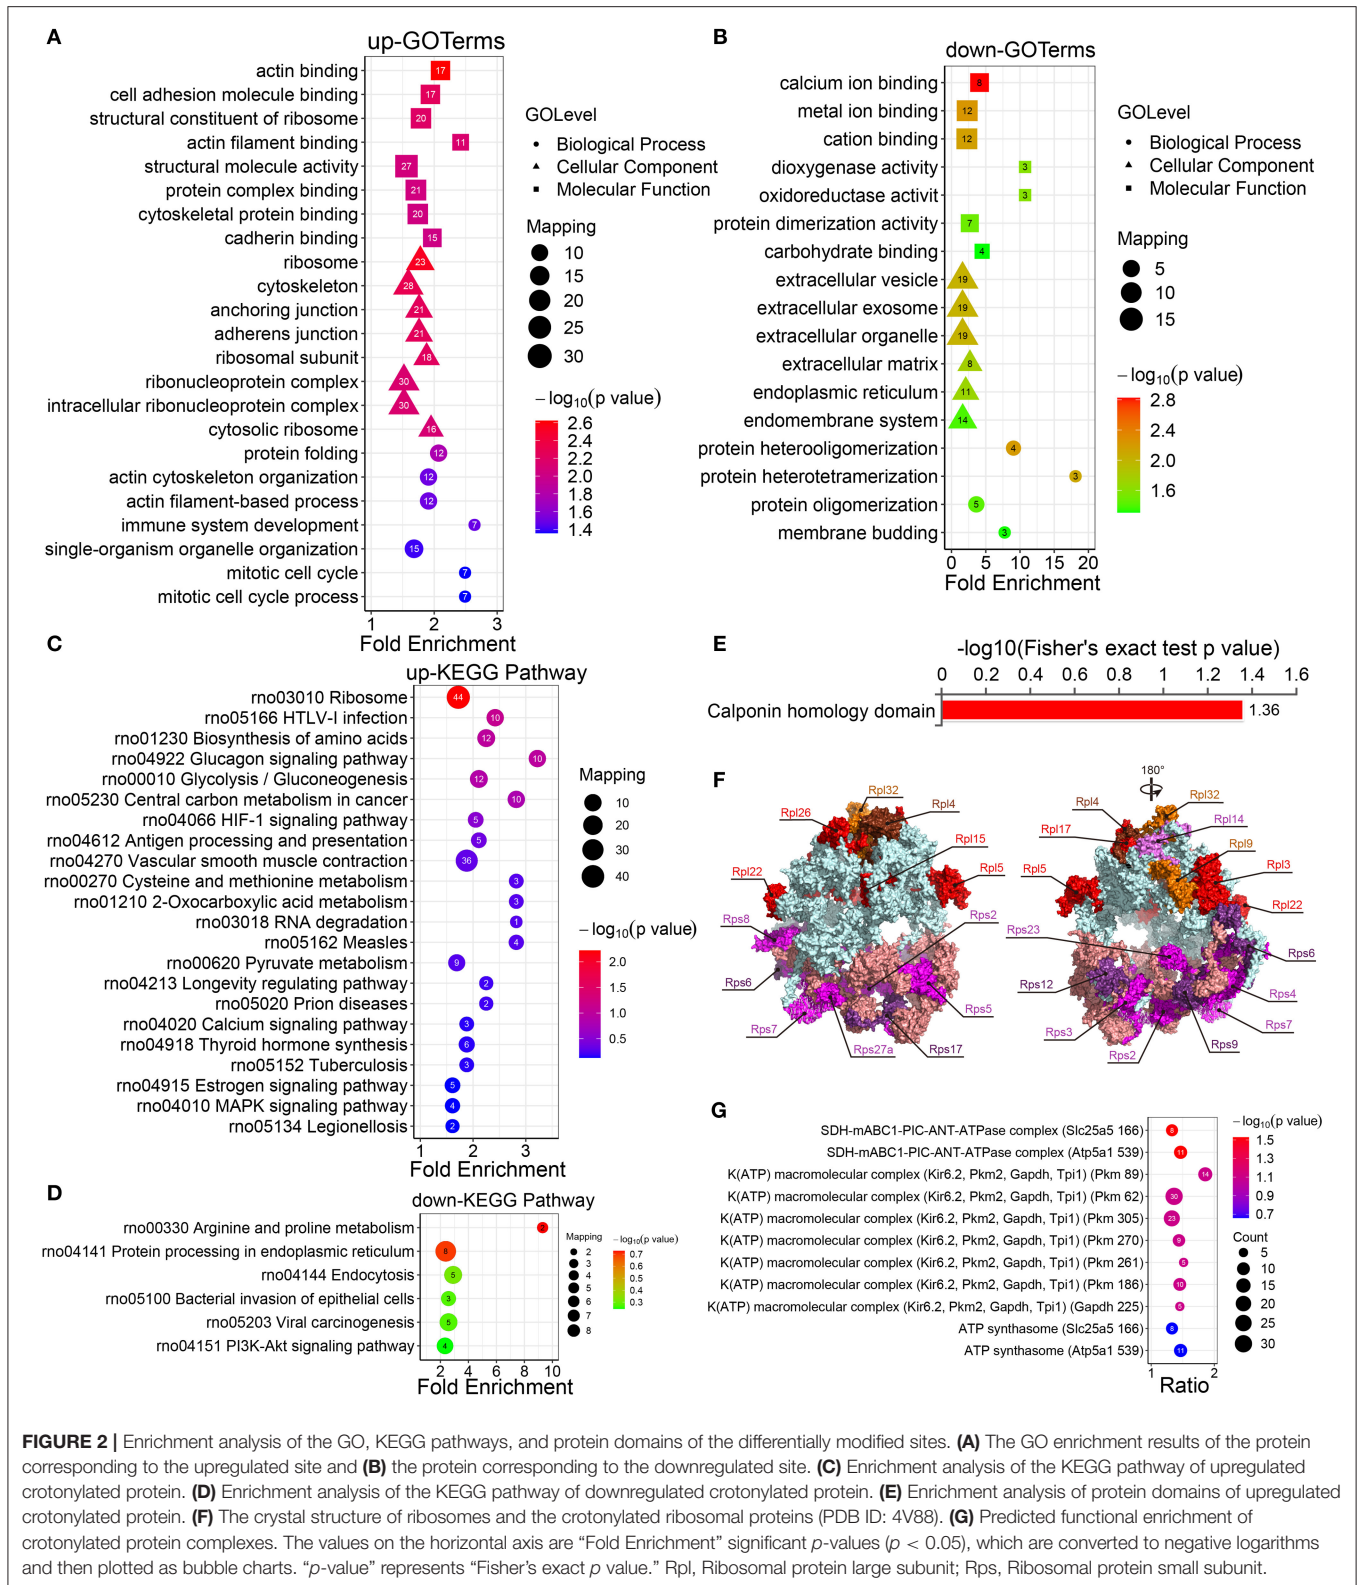 A
up-GOTerms
actin binding
17
cell adhesion molecule binding
17
structural constituent of ribosome
20
actin filament binding
11
structural molecule activity
27
protein complex binding
21
cytoskeletal protein binding
20
cadherin binding
15
ribosome
23
cytoskeleton
28
anchoring junction
21
adherens junction
21
ribosomal subunit
18
ribonucleoprotein complex
30
intracellular ribonucleoprotein complex
30
cytosolic ribosome
16
protein folding
12
actin cytoskeleton organization
12
actin filament-based process
12
immune system development
7
single-organism organelle organization
15
mitotic cell cycle
7
mitotic cell cycle process
7
1 2 3
Fold Enrichment
GOLevel
Biological Process
Cellular Component
Molecular Function
Mapping
10
15
20
25
30
−log10(p value)
2.6
2.4
2.2
2.0
1.8
1.6
1.4
B
down-GOTerms
calcium ion binding
8
metal ion binding
12
cation binding
12
dioxygenase activity
3
oxidoreductase activit
3
protein dimerization activity
7
carbohydrate binding
4
extracellular vesicle
19
extracellular exosome
19
extracellular organelle
19
extracellular matrix
8
endoplasmic reticulum
11
endomembrane system
14
protein heterooligomerization
4
protein heterotetramerization
3
protein oligomerization
5
membrane budding
3
0 5 10 15 20
Fold Enrichment
GOLevel
Biological Process
Cellular Component
Molecular Function
Mapping
5
10
15
−log10(p value)
2.8
2.4
2.0
1.6
C
up-KEGG Pathway
rno03010 Ribosome
44
rno05166 HTLV-I infection
10
rno01230 Biosynthesis of amino acids
12
rno04922 Glucagon signaling pathway
10
rno00010 Glycolysis / Gluconeogenesis
12
rno05230 Central carbon metabolism in cancer
10
rno04066 HIF-1 signaling pathway
5
rno04612 Antigen processing and presentation
5
rno04270 Vascular smooth muscle contraction
36
rno00270 Cysteine and methionine metabolism
3
rno01210 2-Oxocarboxylic acid metabolism
3
rno03018 RNA degradation
1
rno05162 Measles
4
rno00620 Pyruvate metabolism
9
rno04213 Longevity regulating pathway
2
rno05020 Prion diseases
2
rno04020 Calcium signaling pathway
3
rno04918 Thyroid hormone synthesis
6
rno05152 Tuberculosis
3
rno04915 Estrogen signaling pathway
5
rno04010 MAPK signaling pathway
4
rno05134 Legionellosis
2
1 2 3
Fold Enrichment
Mapping
10
20
30
40
−log10(p value)
2.0
1.5
1.0
0.5
D
down-KEGG Pathway
rno00330 Arginine and proline metabolism
2
rno04141 Protein processing in endoplasmic reticulum
8
rno04144 Endocytosis
5
rno05100 Bacterial invasion of epithelial cells
3
rno05203 Viral carcinogenesis
5
rno04151 PI3K-Akt signaling pathway
4
2 4 6 8 10
Fold Enrichment
Mapping
2
3
4
5
6
7
8
−log10(p value)
0.7
0.6
0.5
0.4
0.3
E
-log10(Fisher's exact test p value)
0 0.2 0.4 0.6 0.8 1 1.2 1.4 1.6
Calponin homology domain
1.36
F
Rpl32
Rpl26
Rpl4
Rpl15
Rpl22
Rpl5
Rps8
Rps2
Rps6
Rps5
Rps7
Rps27a
Rps17
180°
Rpl4
Rpl32
Rpl17
Rpl14
Rpl9
Rpl5
Rpl3
Rpl22
Rps23
Rps6
Rps12
Rps4
Rps3
Rps7
Rps2
Rps9
G
SDH-mABC1-PIC-ANT-ATPase complex (Slc25a5 166)
8
SDH-mABC1-PIC-ANT-ATPase complex (Atp5a1 539)
11
K(ATP) macromolecular complex (Kir6.2, Pkm2, Gapdh, Tpi1) (Pkm 89)
14
K(ATP) macromolecular complex (Kir6.2, Pkm2, Gapdh, Tpi1) (Pkm 62)
30
K(ATP) macromolecular complex (Kir6.2, Pkm2, Gapdh, Tpi1) (Pkm 305)
23
K(ATP) macromolecular complex (Kir6.2, Pkm2, Gapdh, Tpi1) (Pkm 270)
9
K(ATP) macromolecular complex (Kir6.2, Pkm2, Gapdh, Tpi1) (Pkm 261)
5
K(ATP) macromolecular complex (Kir6.2, Pkm2, Gapdh, Tpi1) (Pkm 186)
10
K(ATP) macromolecular complex (Kir6.2, Pkm2, Gapdh, Tpi1) (Gapdh 225)
5
ATP synthasome (Slc25a5 166)
8
ATP synthasome (Atp5a1 539)
11
1 2
Ratio
−log10(p value)
1.5
1.3
1.1
0.9
0.7
Count
5
10
15
20
25
30
FIGURE 2 | Enrichment analysis of the GO, KEGG pathways, and protein domains of the differentially modified sites. (A) The GO enrichment results of the protein
corresponding to the upregulated site and (B) the protein corresponding to the downregulated site. (C) Enrichment analysis of the KEGG pathway of upregulated
crotonylated protein. (D) Enrichment analysis of the KEGG pathway of downregulated crotonylated protein. (E) Enrichment analysis of protein domains of upregulated
crotonylated protein. (F) The crystal structure of ribosomes and the crotonylated ribosomal proteins (PDB ID: 4V88). (G) Predicted functional enrichment of
crotonylated protein complexes. The values on the horizontal axis are “Fold Enrichment” significant p-values (p < 0.05), which are converted to negative logarithms
and then plotted as bubble charts. “p-value” represents “Fisher’s exact p value.” Rpl, Ribosomal protein large subunit; Rps, Ribosomal protein small subunit.